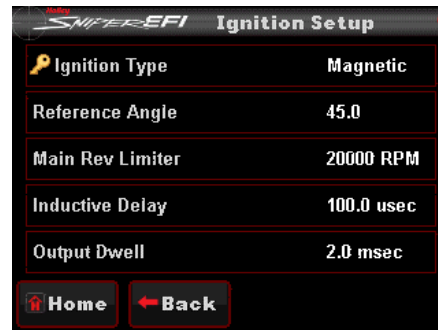 Holley
SNIPER EFI Ignition Setup
Ignition Type Magnetic
Reference Angle 45.0
Main Rev Limiter 20000 RPM
Inductive Delay 100.0 usec
Output Dwell 2.0 msec
Home Back